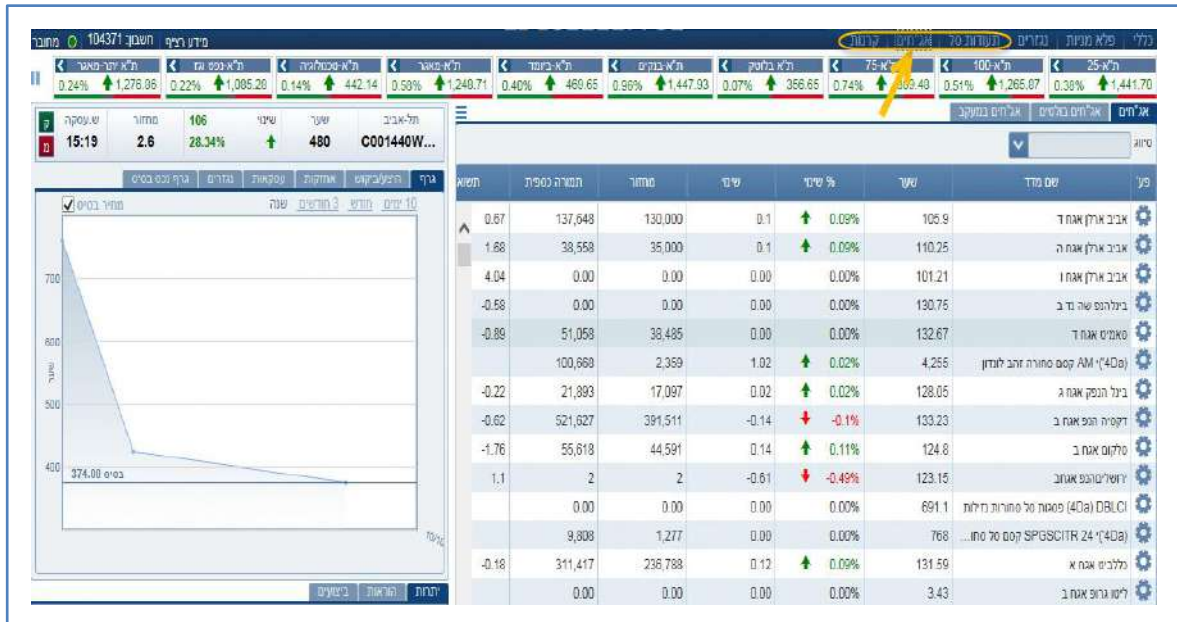 כללי פלא מניות נגזרים תעודות סל אג"חים קרנות
מידע רציף חשבון: 104371 מחובר
ת"א-25 ת"א-100 ת"א-75 ת"א בלוטק ת"א-בנקים ת"א-ביומד ת"א-מאגר ת"א-טכנולוגיה ת"א-נפט וגז ת"א יתר-מאגר
0.38% 1,441.70 0.51% 1,265.87 0.74% 0.07% 356.65 0.96% 1,447.93 0.40% 469.65 0.58% 1,248.71 0.14% 442.14 0.22% 1,085.28 0.24% 1,276.86
אג"חים אג"חים בולטים אג"חים במעקב
סיווג
פע' שם מדד שער % שינוי שינוי מחזור תמורה כספית תשוא
אביב ארלן אגח ד 105.9 0.09% 0.1 130,000 137,648 0.67
אביב ארלן אגח ה 110.25 0.09% 0.1 35,000 38,558 1.68
אביב ארלן אגח ו 101.21 0.00% 0.00 0.00 0.00 4.04
בינלהנפ שה נד ב 130.75 0.00% 0.00 0.00 0.00 -0.58
סאמיט אגח ד 132.67 0.00% 0.00 38,485 51,058 -0.89
AM י(4Da) קסם סחורה זהב לונדון 4,255 0.02% 1.02 2,359 100,668
בינל הנפק אגח ג 128.05 0.02% 0.02 17,097 21,893 -0.22
דקסיה הנפ אגח ב 133.23 -0.1% -0.14 391,511 521,627 -0.62
סלקום אגח ב 124.8 0.11% 0.14 44,591 55,618 -1.76
ירושליםהנפ אגחב 123.15 -0.49% -0.61 2 2 1.1
DBLCI (4Da) פסגות סל סחורות נזילות 691.1 0.00% 0.00 0.00 0.00
SPGSCITR 24 י(4Da) קסם סל סחו... 768 0.00% 0.00 1,277 9,808
כללביט אגח א 131.59 0.09% 0.12 236,788 311,417 -0.18
ליטו גרופ אגח ב 3.43 0.00% 0.00 0.00 0.00
תל-אביב שער שינוי 106 מחזור ש.עסקה ק
C001440W... 480 28.34% 2.6 15:19 מ
גרף היצע/ביקוש אחזקות עסקאות נגזרים גרף נכס בסיס
10 ימים חודש 3 חודשים שנה מחיר בסיס
700
600
שער
500
400
בסיס 374.00
יתרות הוראות ביצועים